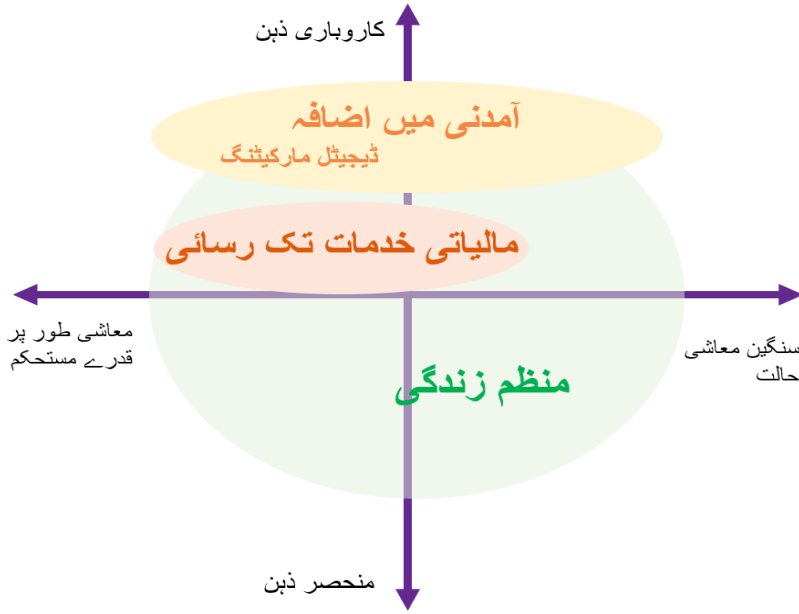 کاروباری ذہن
آمدنی میں اضافہ
ڈیجیٹل مارکیٹنگ
مالیاتی خدمات تک رسائی
سنگین معاشی
حالت
معاشی طور پر
قدرے مستحکم
منظم زندگی
منحصر ذہن